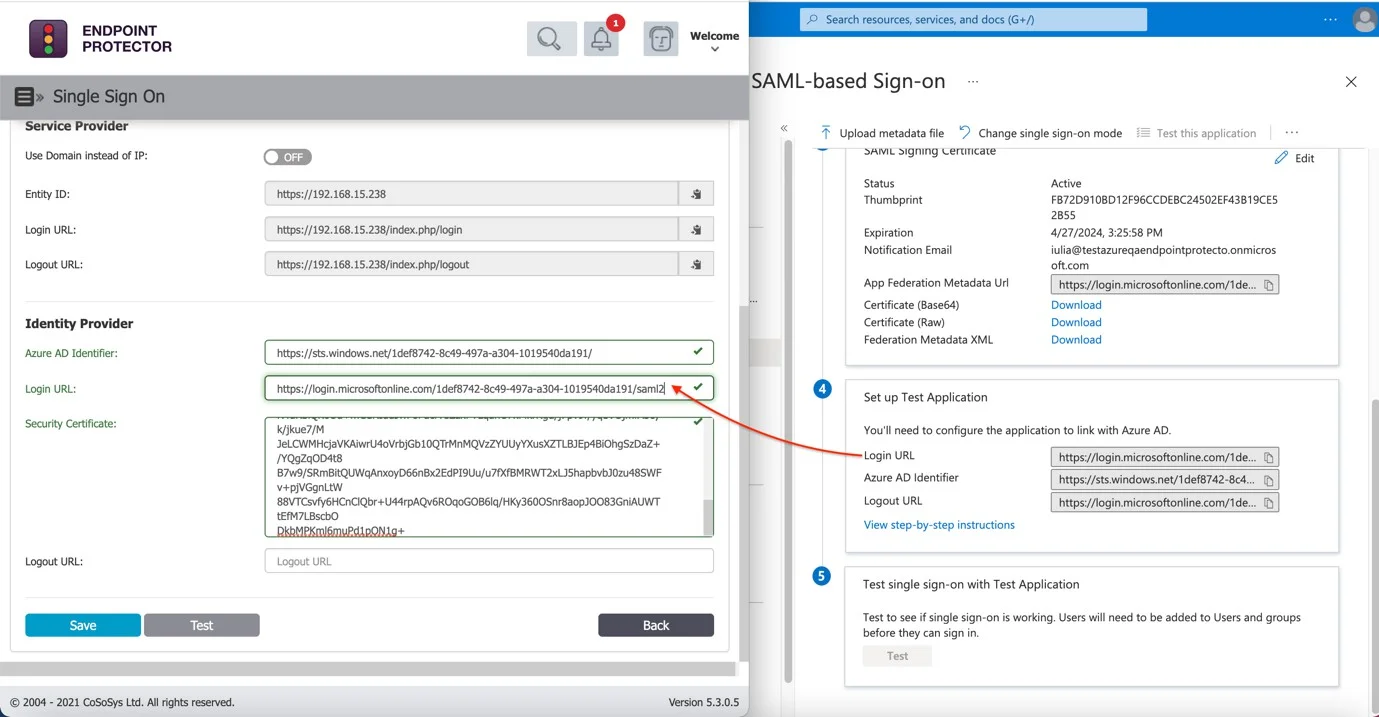 ENDPOINT
PROTECTOR
1
Welcome
Single Sign On
Service Provider
Use Domain instead of IP:
OFF
Entity ID:
https://192.168.15.238
Login URL:
https://192.168.15.238/index.php/login
Logout URL:
https://192.168.15.238/index.php/logout
Identity Provider
Azure AD Identifier:
https://sts.windows.net/1def8742-8c49-497a-a304-1019540da191/
Login URL:
https://login.microsoftonline.com/1def8742-8c49-497a-a304-1019540da191/saml2
Security Certificate:
k/jkue7/M
JeLCWMHcjaVKAiwrU4oVrbjGb10QTrMnMQVzZYUUyYXusXZTLBJEp4BiOhgSzDaZ+
/YQgZqOD4t8
B7w9/SRmBitQUWqAnxoyD66nBx2EdPI9Uu/u7fXfBMRWT2xLJ5hapbvbJ0zu48SWF
v+pjVGgnLtW
88VTCsvfy6HCnClQbr+U44rpAQv6ROqoGOB6lq/HKy360OSnr8aopJOO83GniAUWT
tEfM7LBscbO
DkbMPKml6muPd1pON1g+
Logout URL:
Logout URL
Save
Test
Back
© 2004 - 2021 CoSoSys Ltd. All rights reserved.
Version 5.3.0.5
Search resources, services, and docs (G+/)
SAML-based Sign-on
Upload metadata file
Change single sign-on mode
Test this application
SAML Signing Certificate
Edit
Status
Active
Thumbprint
FB72D910BD12F96CCDEBC24502EF43B19CE5
2B55
Expiration
4/27/2024, 3:25:58 PM
Notification Email
iulia@testazureqaendpointprotecto.onmicros
oft.com
App Federation Metadata Url
https://login.microsoftonline.com/1de...
Certificate (Base64)
Download
Certificate (Raw)
Download
Federation Metadata XML
Download
4
Set up Test Application
You'll need to configure the application to link with Azure AD.
Login URL
https://login.microsoftonline.com/1de...
Azure AD Identifier
https://sts.windows.net/1def8742-8c4...
Logout URL
https://login.microsoftonline.com/1de...
View step-by-step instructions
5
Test single sign-on with Test Application
Test to see if single sign-on is working. Users will need to be added to Users and groups
before they can sign in.
Test